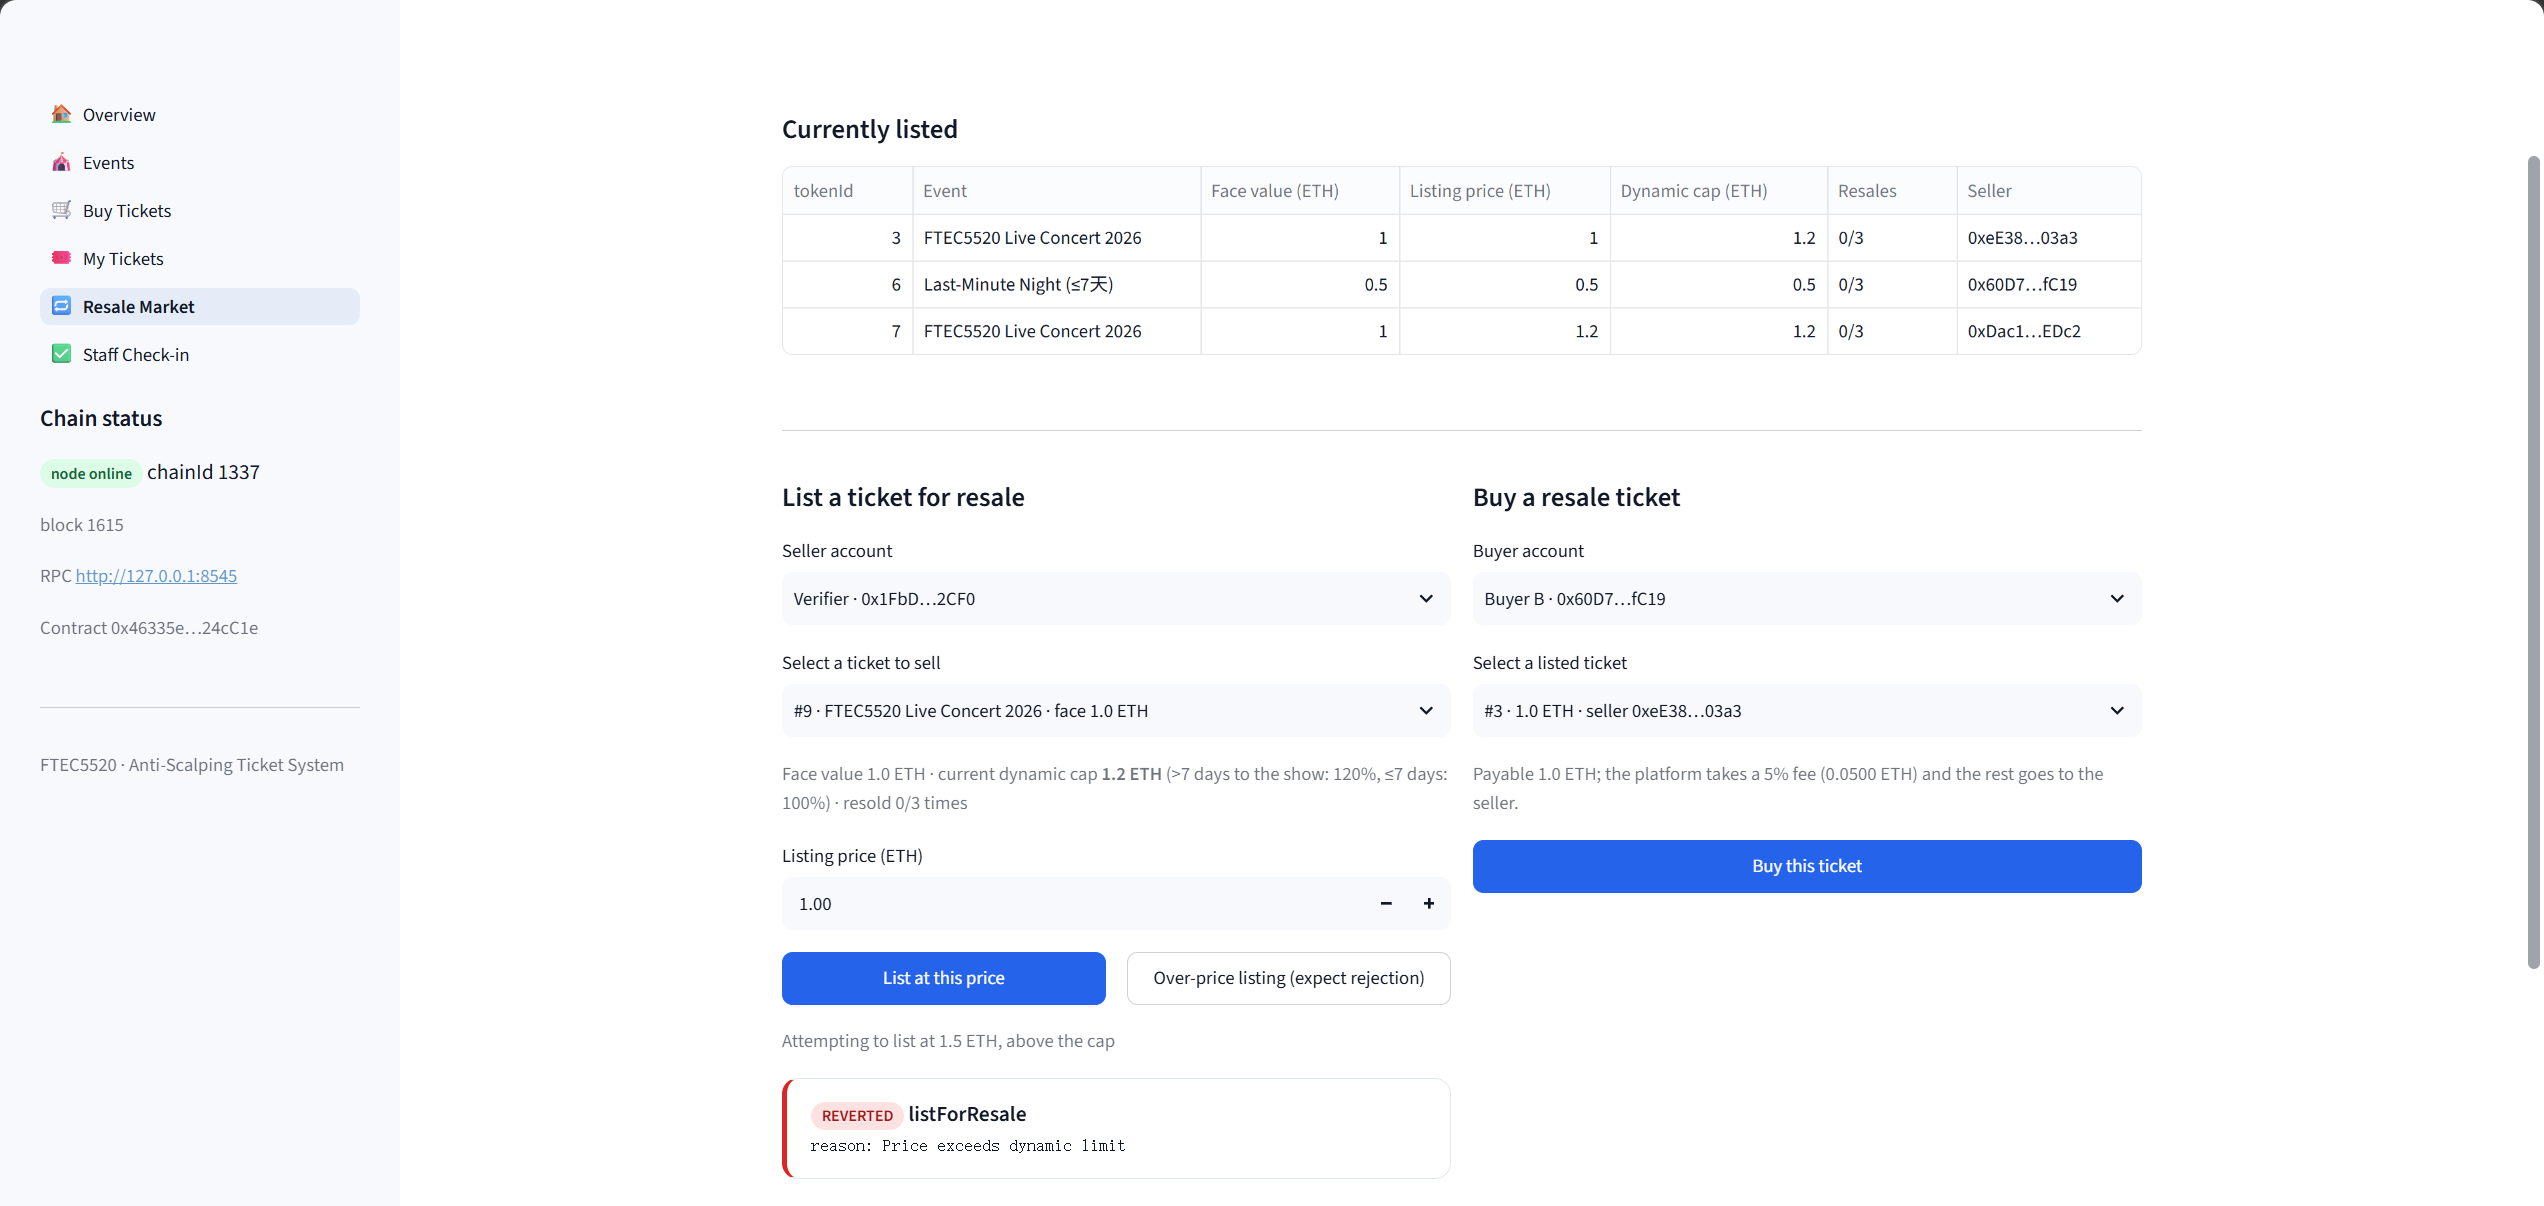 Overview
Events
Buy Tickets
My Tickets
Resale Market
Staff Check-in
Chain status
node online chainId 1337
block 1615
RPC http://127.0.0.1:8545
Contract 0x46335e...24cC1e
FTEC5520 · Anti-Scalping Ticket System
Currently listed
tokenId Event Face value (ETH) Listing price (ETH) Dynamic cap (ETH) Resales Seller
3 FTEC5520 Live Concert 2026 1 1 1.2 0/3 0xeE38...03a3
6 Last-Minute Night (≤7天) 0.5 0.5 0.5 0/3 0x60D7...fC19
7 FTEC5520 Live Concert 2026 1 1.2 1.2 0/3 0xDac1...EDc2
List a ticket for resale
Seller account
Verifier · 0x1FbD...2CF0
Select a ticket to sell
#9 · FTEC5520 Live Concert 2026 · face 1.0 ETH
Face value 1.0 ETH · current dynamic cap 1.2 ETH (>7 days to the show: 120%, ≤7 days:
100%) · resold 0/3 times
Listing price (ETH)
1.00
List at this price
Over-price listing (expect rejection)
Attempting to list at 1.5 ETH, above the cap
REVERTED listForResale
reason: Price exceeds dynamic limit
Buy a resale ticket
Buyer account
Buyer B · 0x60D7...fC19
Select a listed ticket
#3 · 1.0 ETH · seller 0xeE38...03a3
Payable 1.0 ETH; the platform takes a 5% fee (0.0500 ETH) and the rest goes to the
seller.
Buy this ticket